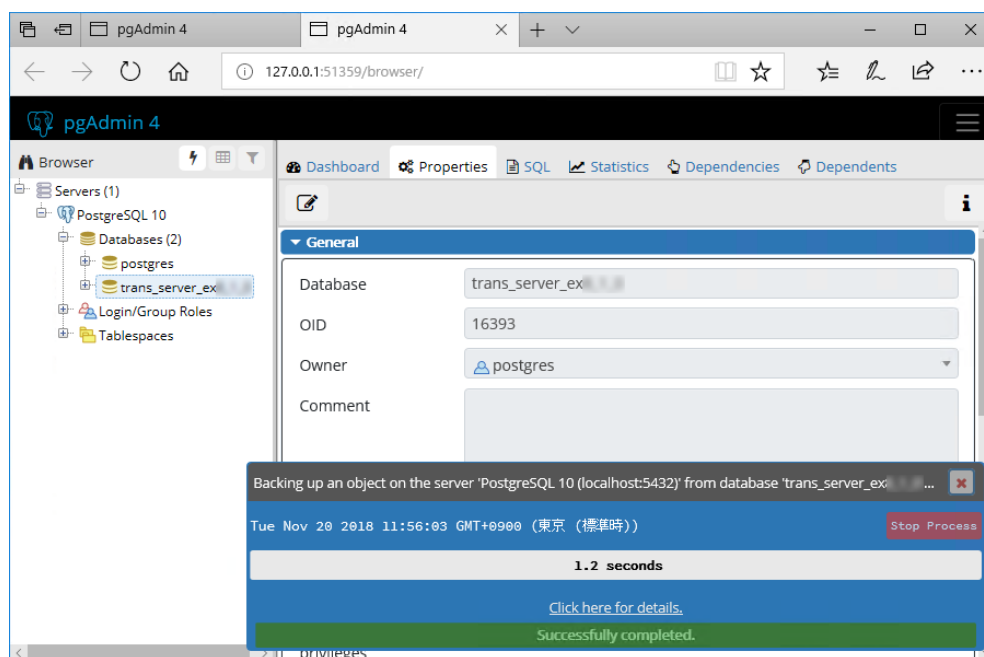 pgAdmin 4
pgAdmin 4
127.0.0.1:51359/browser/
pgAdmin 4
Browser
Dashboard Properties SQL Statistics Dependencies Dependents
Servers (1)
PostgreSQL 10
Databases (2)
postgres
trans_server_ex
Login/Group Roles
Tablespaces
General
Database trans_server_ex
OID 16393
Owner postgres
Comment
Backing up an object on the server 'PostgreSQL 10 (localhost:5432)' from database 'trans_server_ex ...
Tue Nov 20 2018 11:56:03 GMT+0900 (東京 (標準時)) Stop Process
1.2 seconds
Click here for details.
Successfully completed.
privileges